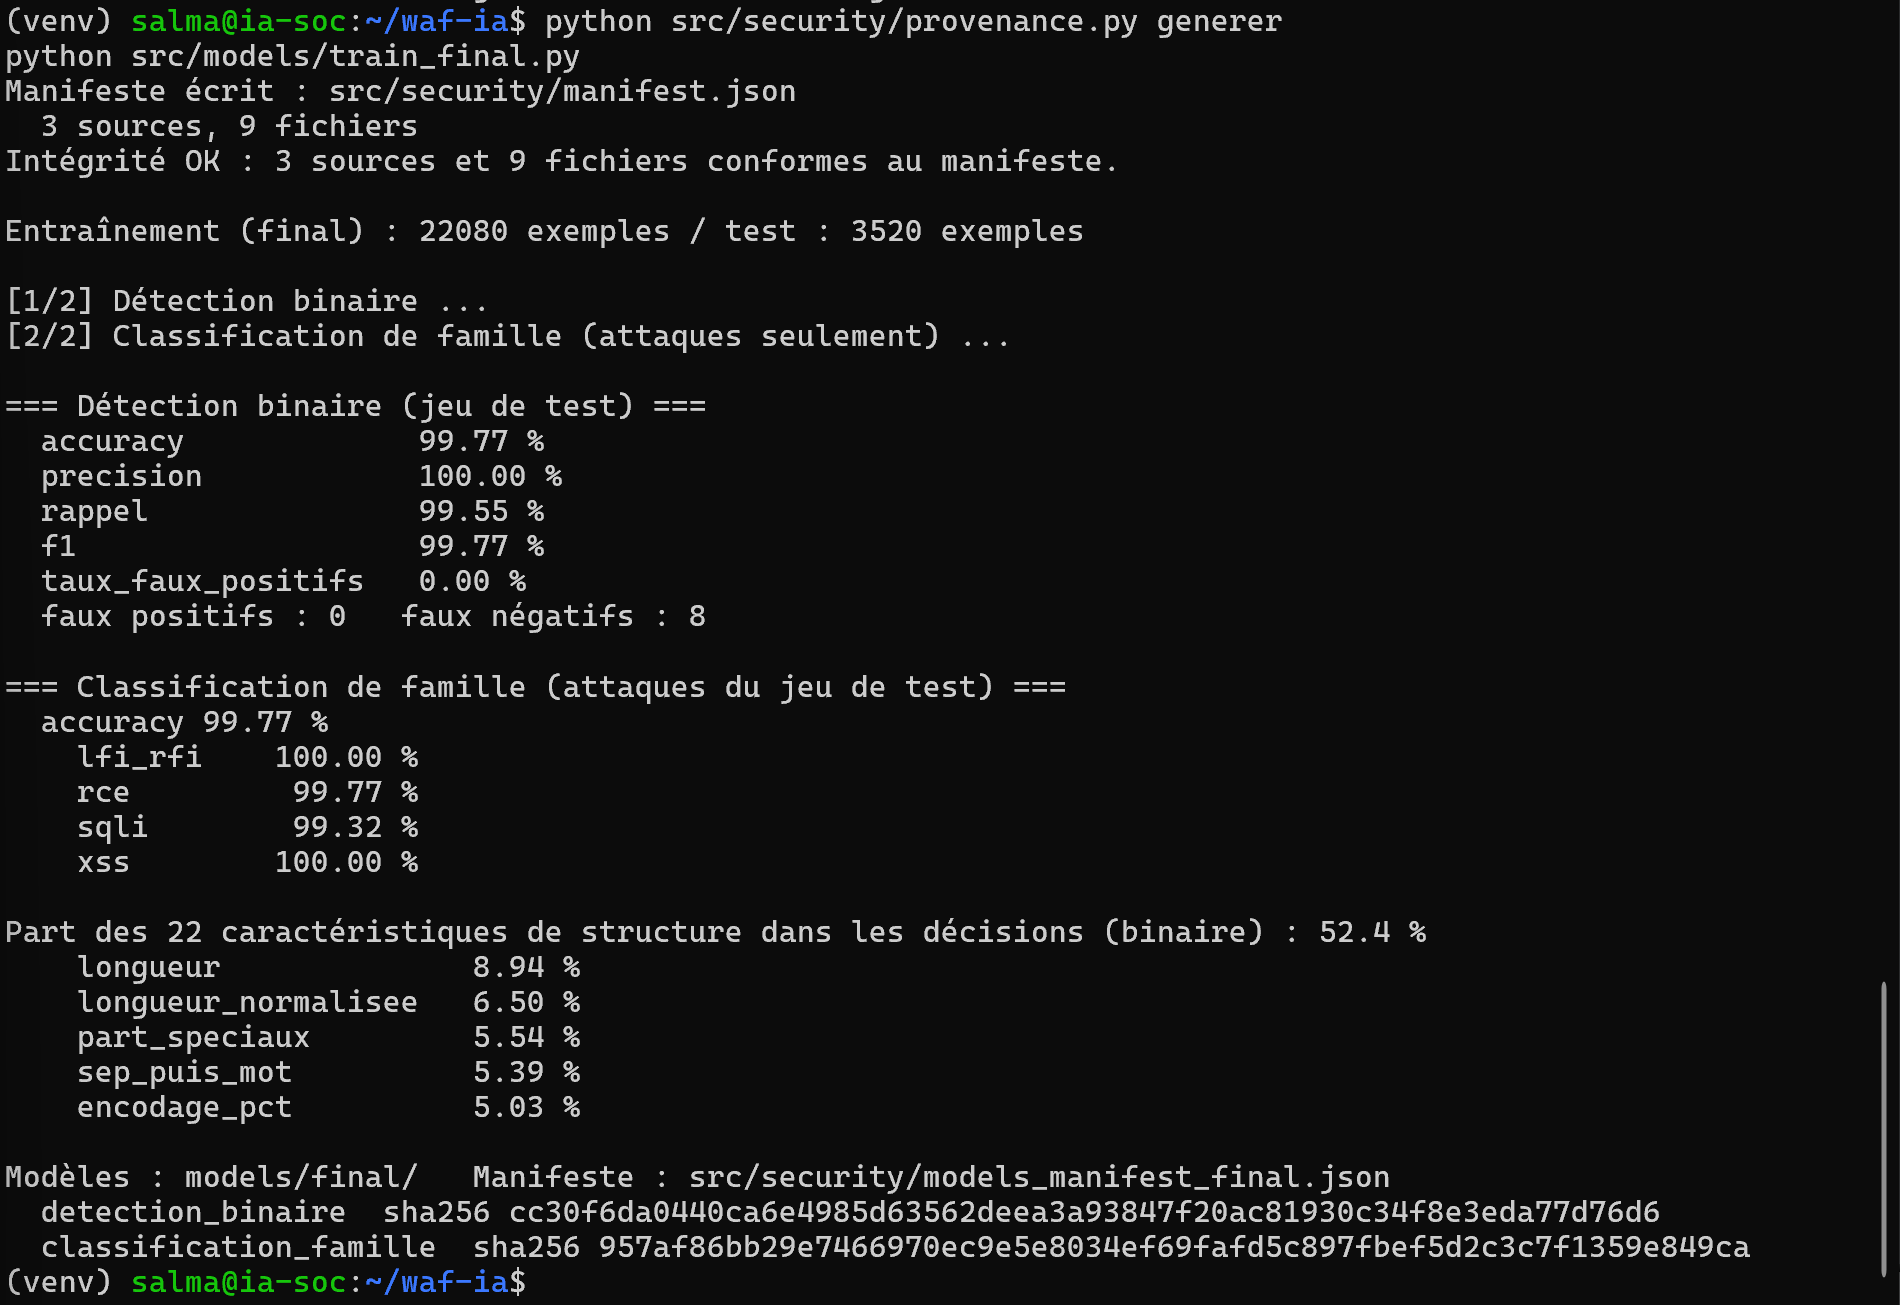 (venv) salma@ia-soc:~/waf-ia$ python src/security/provenance.py generer
python src/models/train_final.py
Manifeste écrit : src/security/manifest.json
  3 sources, 9 fichiers
Intégrité OK : 3 sources et 9 fichiers conformes au manifeste.

Entraînement (final) : 22080 exemples / test : 3520 exemples

[1/2] Détection binaire ...
[2/2] Classification de famille (attaques seulement) ...

=== Détection binaire (jeu de test) ===
  accuracy             99.77 %
  precision            100.00 %
  rappel               99.55 %
  f1                   99.77 %
  taux_faux_positifs   0.00 %
  faux positifs : 0   faux négatifs : 8

=== Classification de famille (attaques du jeu de test) ===
  accuracy 99.77 %
    lfi_rfi    100.00 %
    rce         99.77 %
    sqli        99.32 %
    xss        100.00 %

Part des 22 caractéristiques de structure dans les décisions (binaire) : 52.4 %
    longueur              8.94 %
    longueur_normalisee   6.50 %
    part_speciaux         5.54 %
    sep_puis_mot          5.39 %
    encodage_pct          5.03 %

Modèles : models/final/   Manifeste : src/security/models_manifest_final.json
  detection_binaire  sha256 cc30f6da0440ca6e4985d63562deea3a93847f20ac81930c34f8e3eda77d76d6
  classification_famille  sha256 957af86bb29e7466970ec9e5e8034ef69fafd5c897fbef5d2c3c7f1359e849ca
(venv) salma@ia-soc:~/waf-ia$